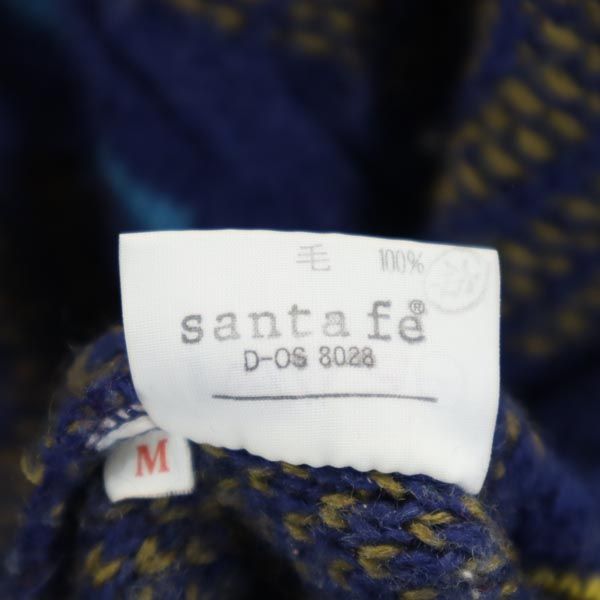 毛 100%
santa fe®
D-OS 8028
M